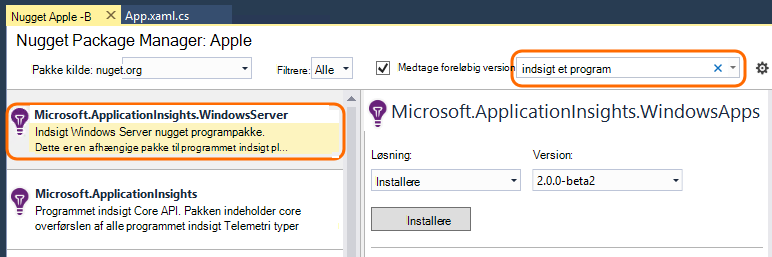 Nugget Apple -B
App.xaml.cs
Nugget Package Manager: Apple
Pakke kilde: nuget.org
Filtrere: Alle
Medtage foreløbig version
indsigt et program
Microsoft.ApplicationInsights.WindowsServer
Indsigt Windows Server nugget programpakke.
Dette er en afhængige pakke til programmet indsigt pl...
Microsoft.ApplicationInsights
Programmet indsigt Core API. Pakken indeholder core
overførslen af alle programmet indsigt Telemetri typer
Microsoft.ApplicationInsights.WindowsApps
Løsning:
Version:
Installere
2.0.0-beta2
Installere